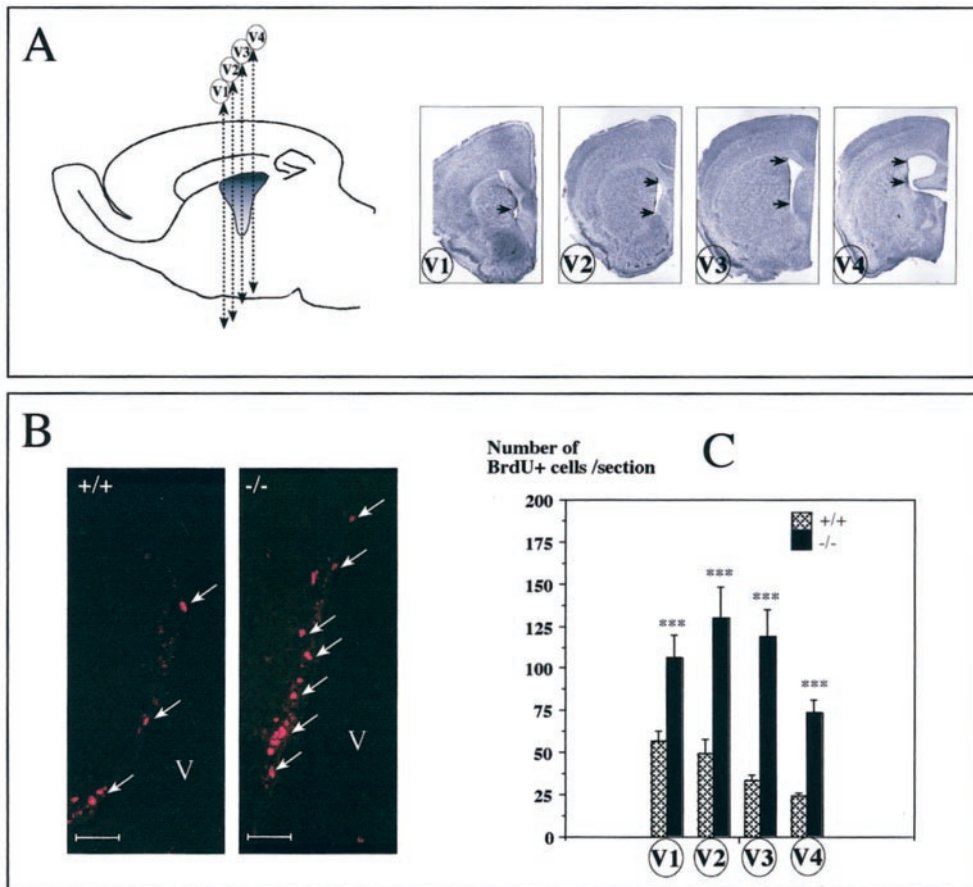 A
V4
V3
V2
V1
V1
V2
V3
V4
B
+/+
-/-
V
V
C
Number of
BrdU+ cells /section
200
175
150
125
100
75
50
25
0
+/+
-/-
***
***
***
***
V1
V2
V3
V4